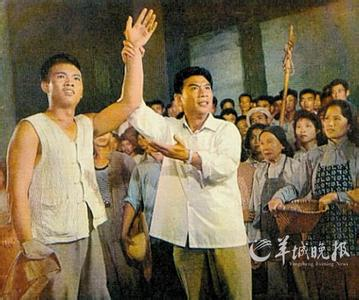 羊城晚报
Yangcheng Evening News